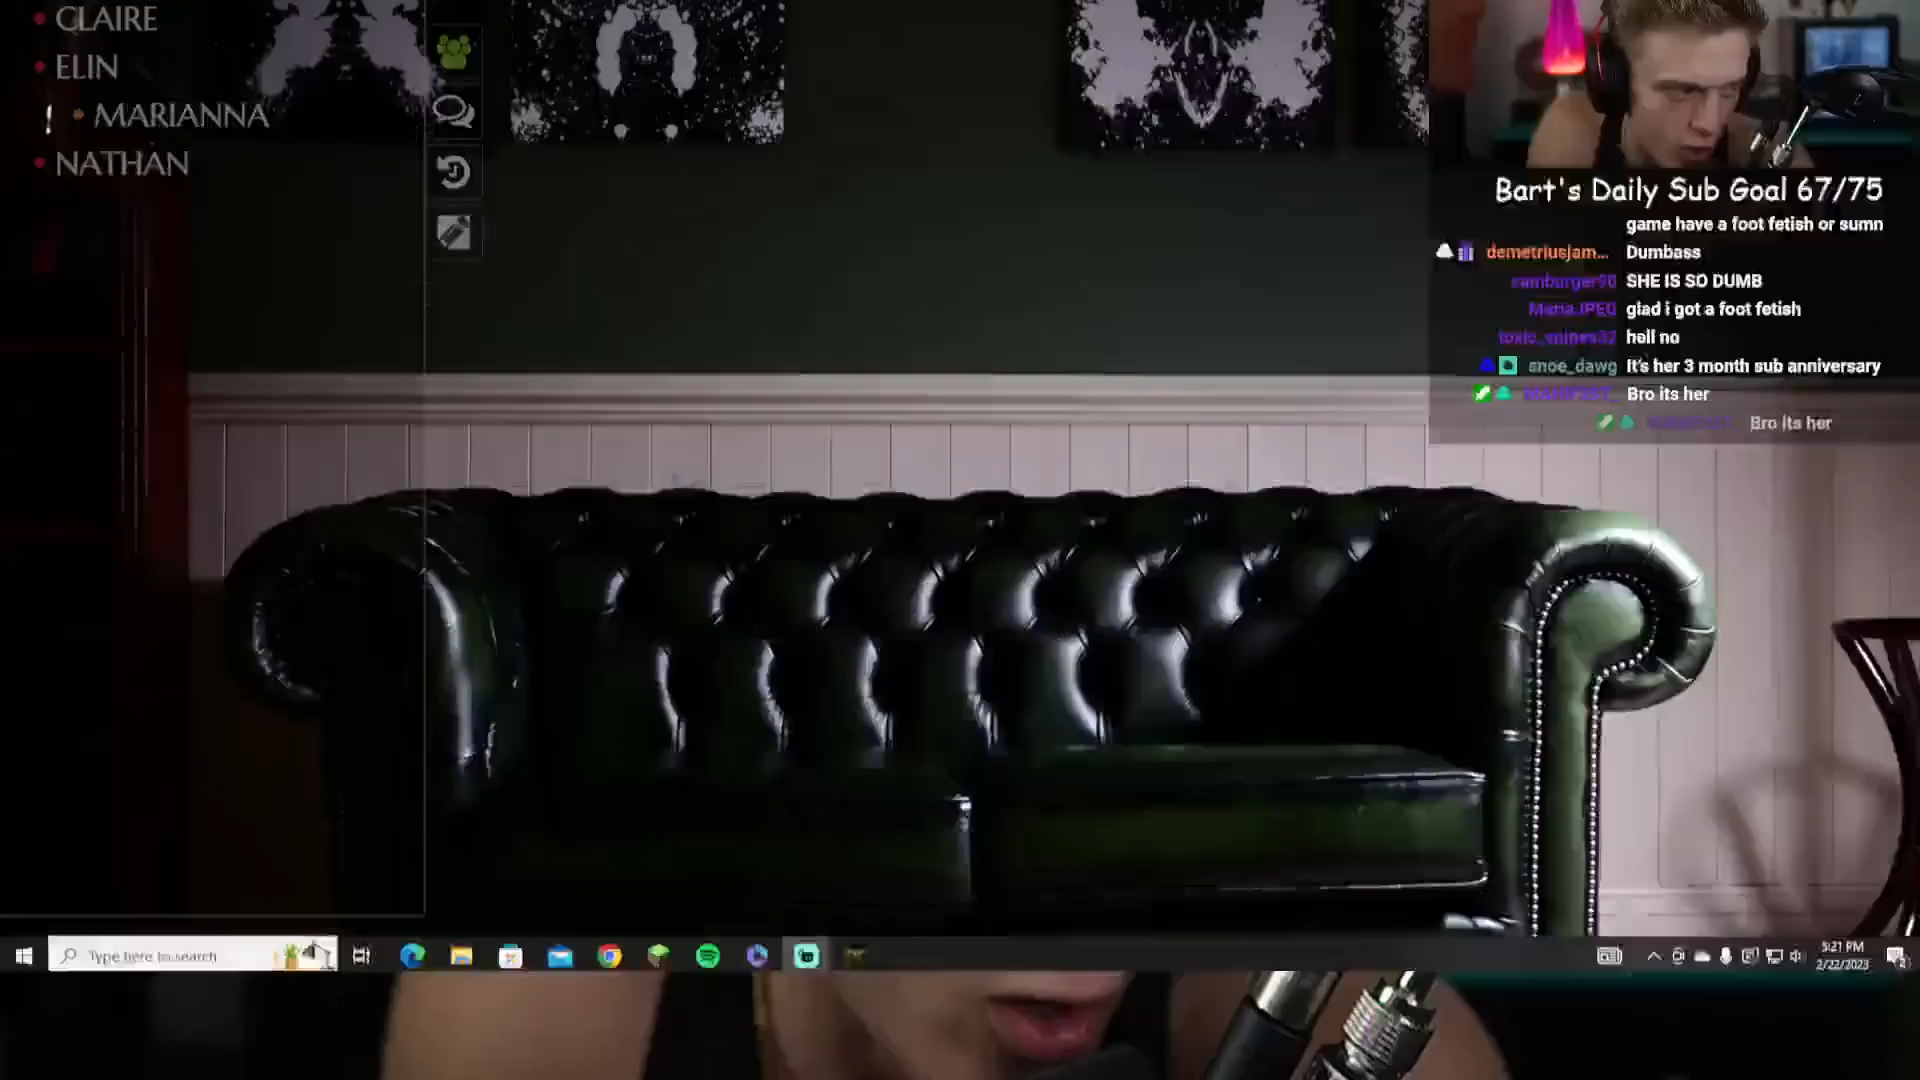 CLAIRE
ELIN
! MARIANNA
NATHAN
Bart's Daily Sub Goal 67/75
game have a foot fetish or sumn
demetriusjam... Dumbass
SHE IS SO DUMB
glad i got a foot fetish
hell no
snoe_dawg It's her 3 month sub anniversary
Bro its her
Bro its her
Type here to search
5:21 PM
2/22/2023